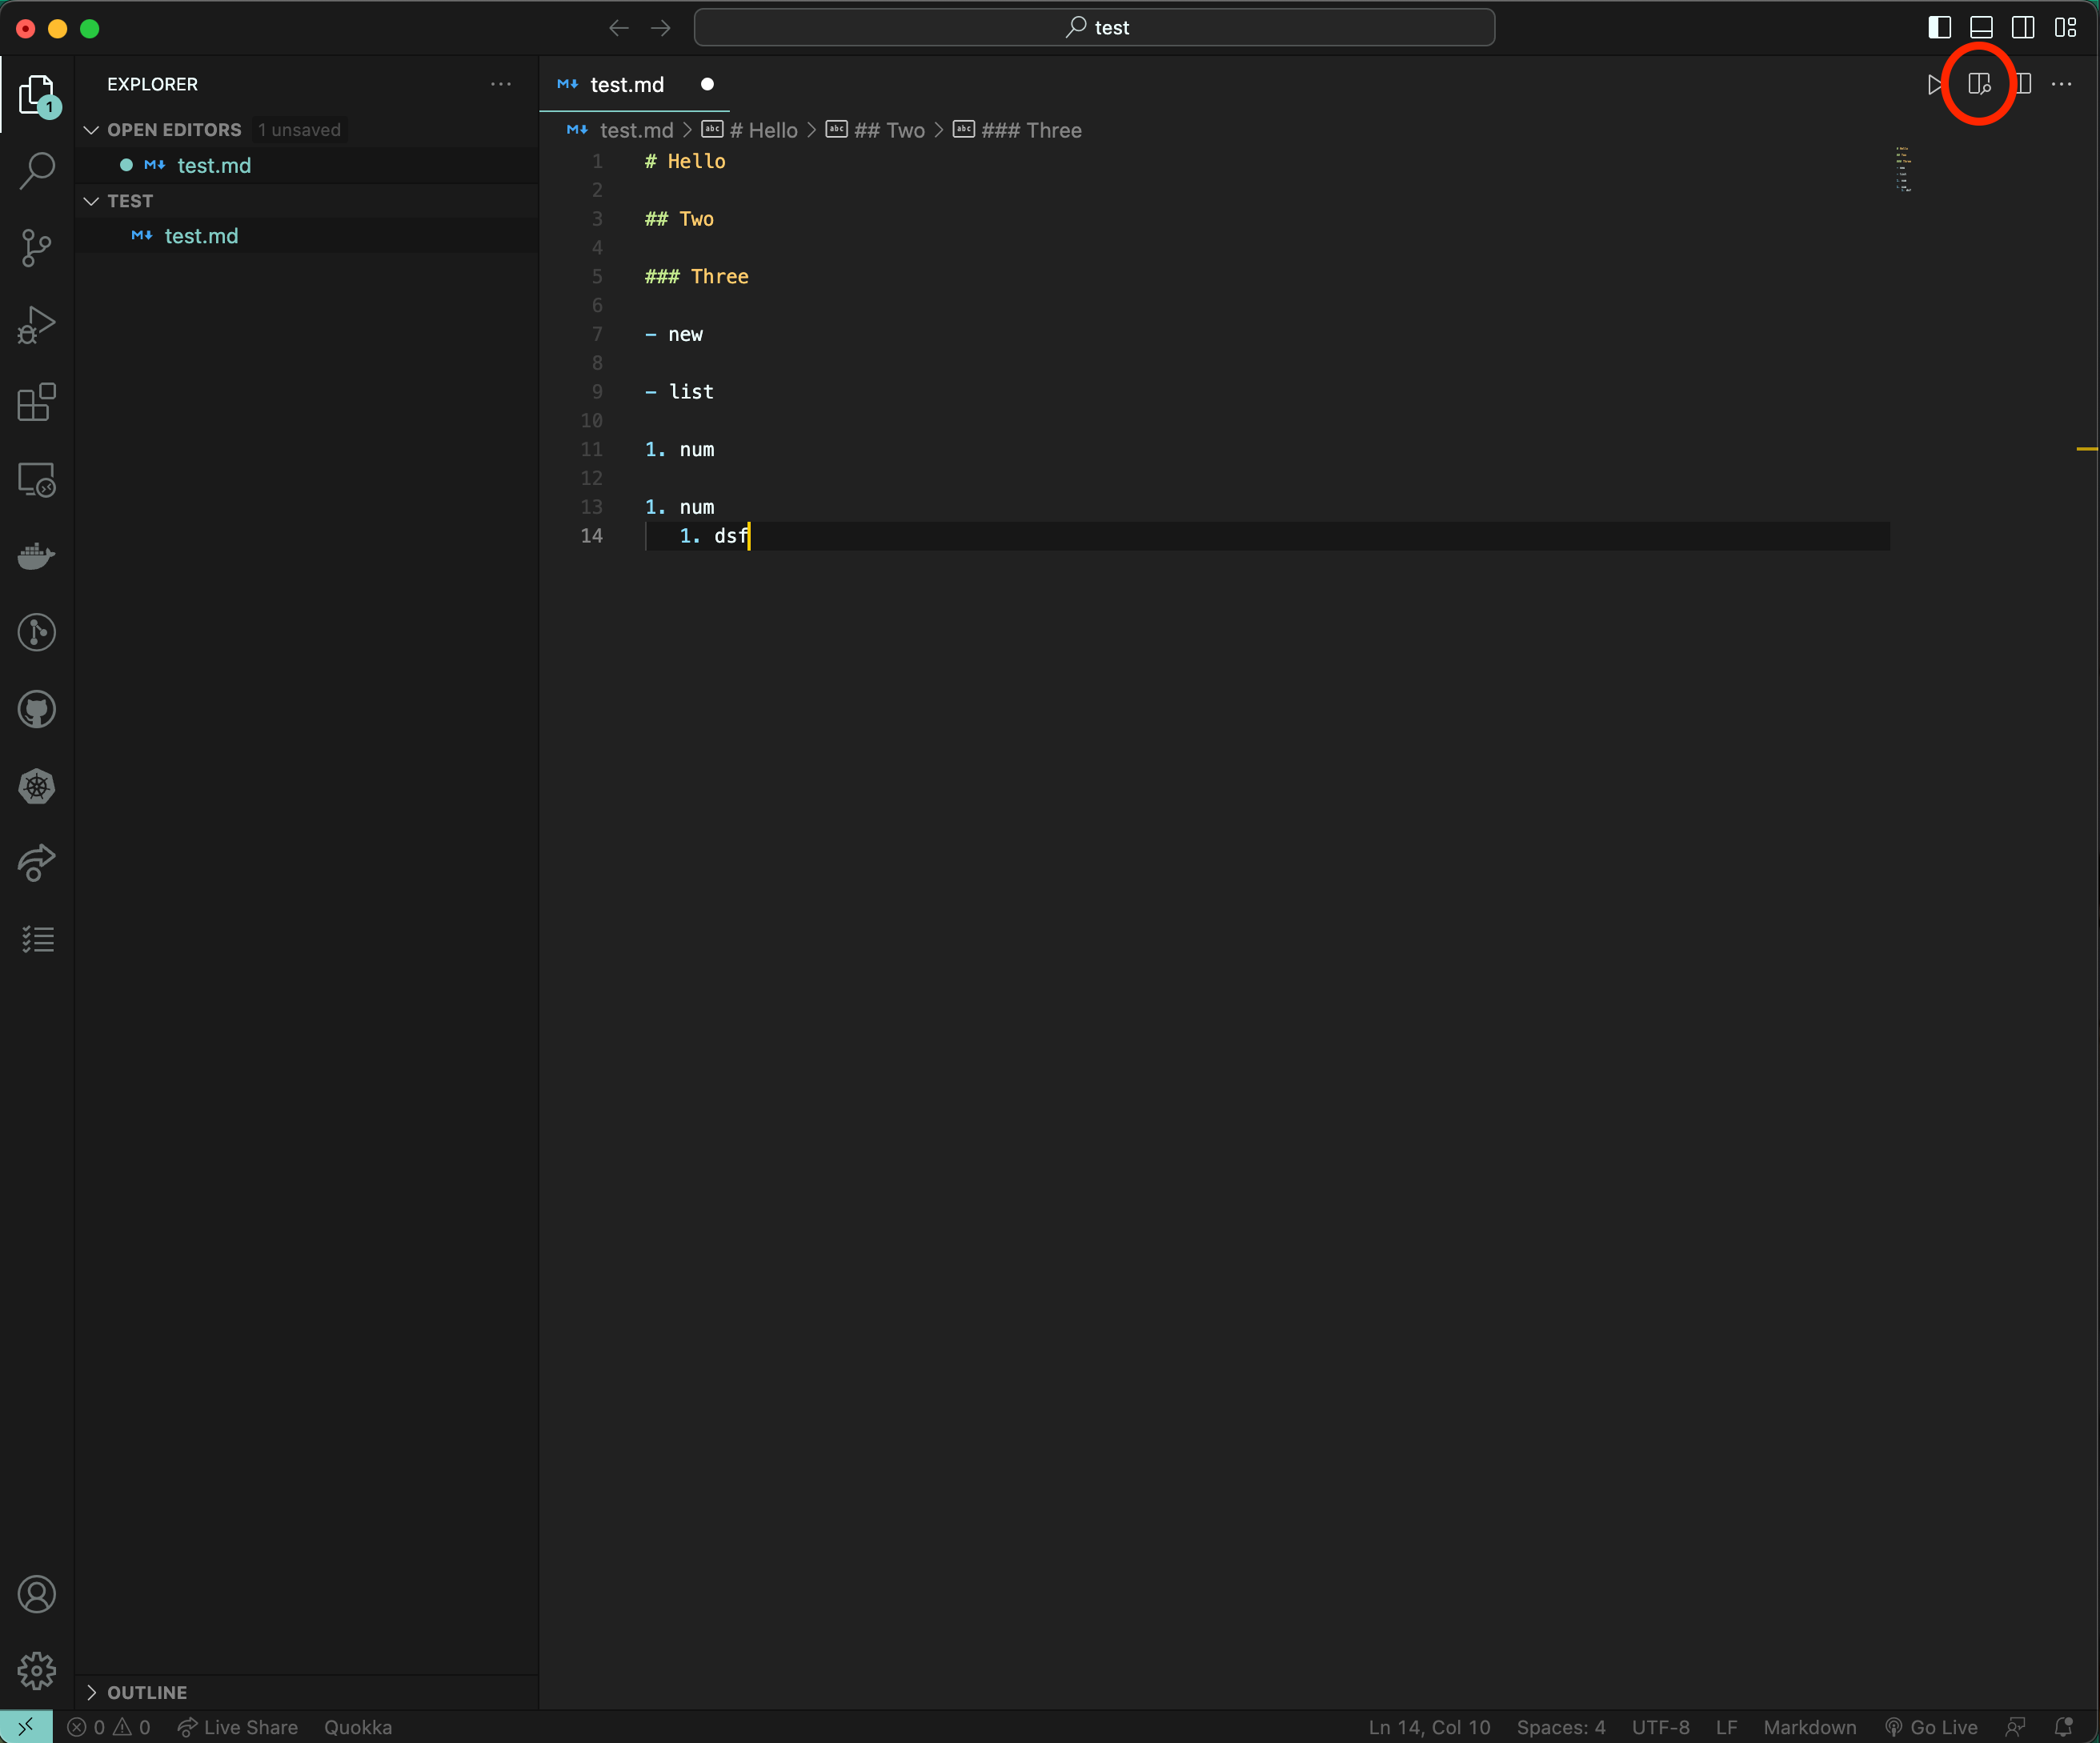 test
EXPLORER
1
OPEN EDITORS 1 unsaved
test.md
TEST
test.md
OUTLINE
test.md
test.md > # Hello > ## Two > ### Three
1 # Hello
2
3 ## Two
4
5 ### Three
6
7 - new
8
9 - list
10
11 1. num
12
13 1. num
14 1. dsf
0 0 Live Share Quokka
Ln 14, Col 10 Spaces: 4 UTF-8 LF Markdown Go Live